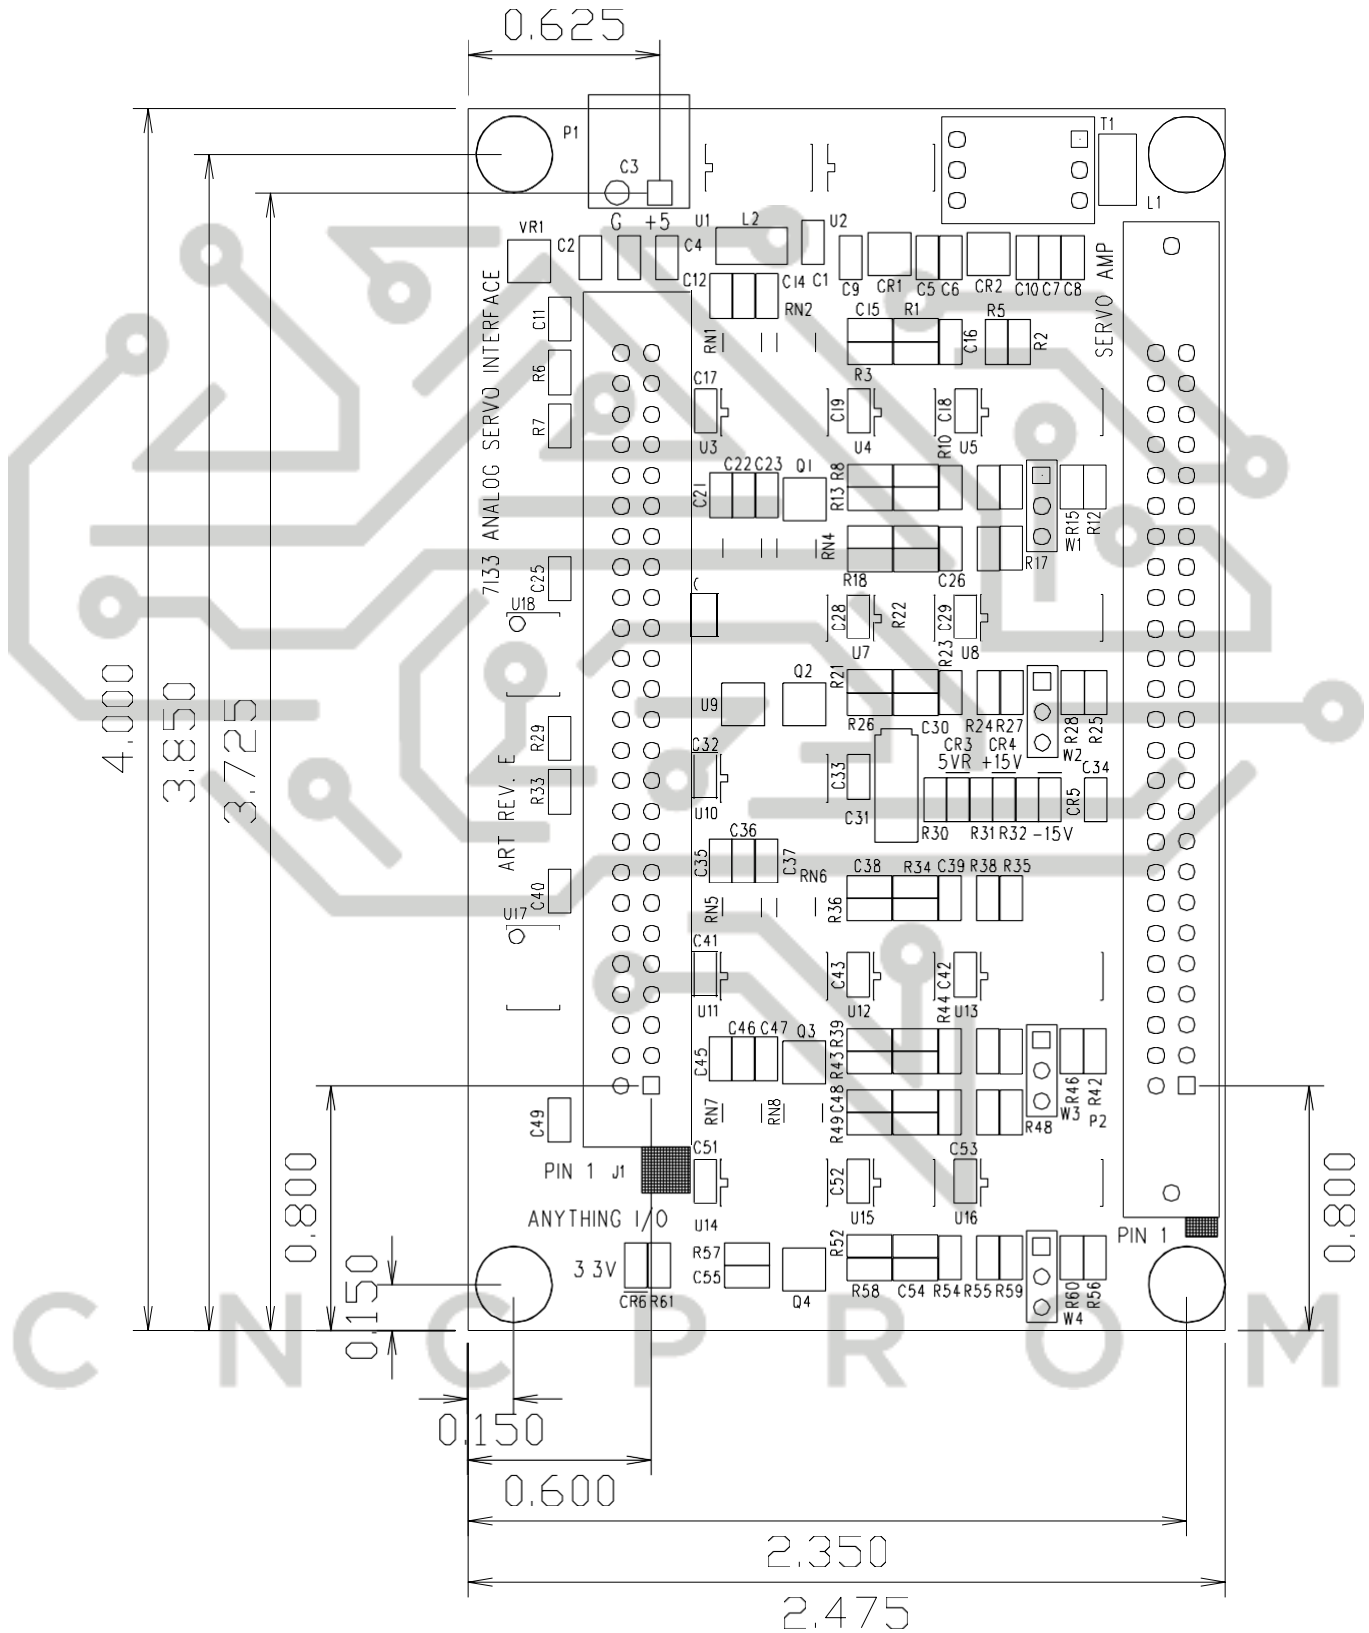 0.625
P1
T1
C3
L1
G +5
U1
L2
U2
VR1
C2
C4
C12
C14
C1
C9
CR1
C5
C6
CR2
C10
C7
C8
SERVO AMP
7I33 ANALOG SERVO INTERFACE
C11
RN2
RN1
C15
R1
C16
R5
R2
R3
R6
R7
C17
U3
C19
U4
C18
U5
R10
C21
C22
C23
Q1
R13
R8
R15
R12
W1
RN4
R18
C26
R17
C25
U18
C
C28
U7
R22
C29
U8
R23
4.000
3.850
3.725
U9
Q2
R21
R26
C30
R24
R27
R28
R25
W2
R29
C32
U10
C33
C31
CR3
CR4
5VR +15V
CR5
C34
R30
R31
R32
-15V
R33
ART REV. E
C35
C36
C37
RN6
RN5
C38
R34
C39
R38
R35
R36
C40
U17
C41
U11
C43
U12
C42
U13
R44
C45
C46
C47
Q3
R39
R43
R46
R42
W3
P2
RN7
RN8
C48
R49
R48
C49
PIN 1
J1
C51
U14
C52
U15
C53
U16
ANYTHING I/O
PIN 1
3 3V
CR6
R61
R57
C55
Q4
R52
R58
C54
R54
R55
R59
R60
R56
W4
0.800
0.800
0.150
0.150
0.600
2.350
2.475
CNCPROM